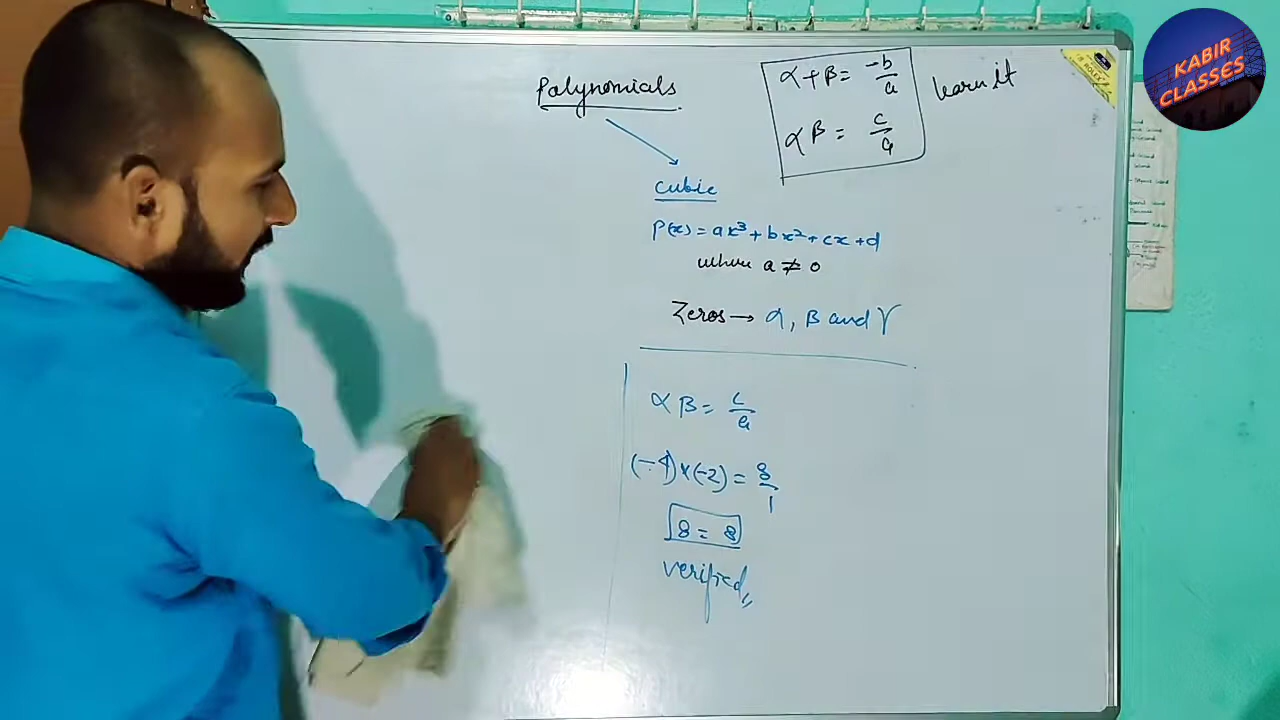 Polynomials
α+β = -b/a
αβ = c/a
learn it
KABIR
CLASSES
cubic
P(x) = ax³ + bx² + cx + d
where a ≠ 0
Zeros → α, β and γ
αβ = c/a
(-4)×(-2) = 8/1
8 = 8
verified